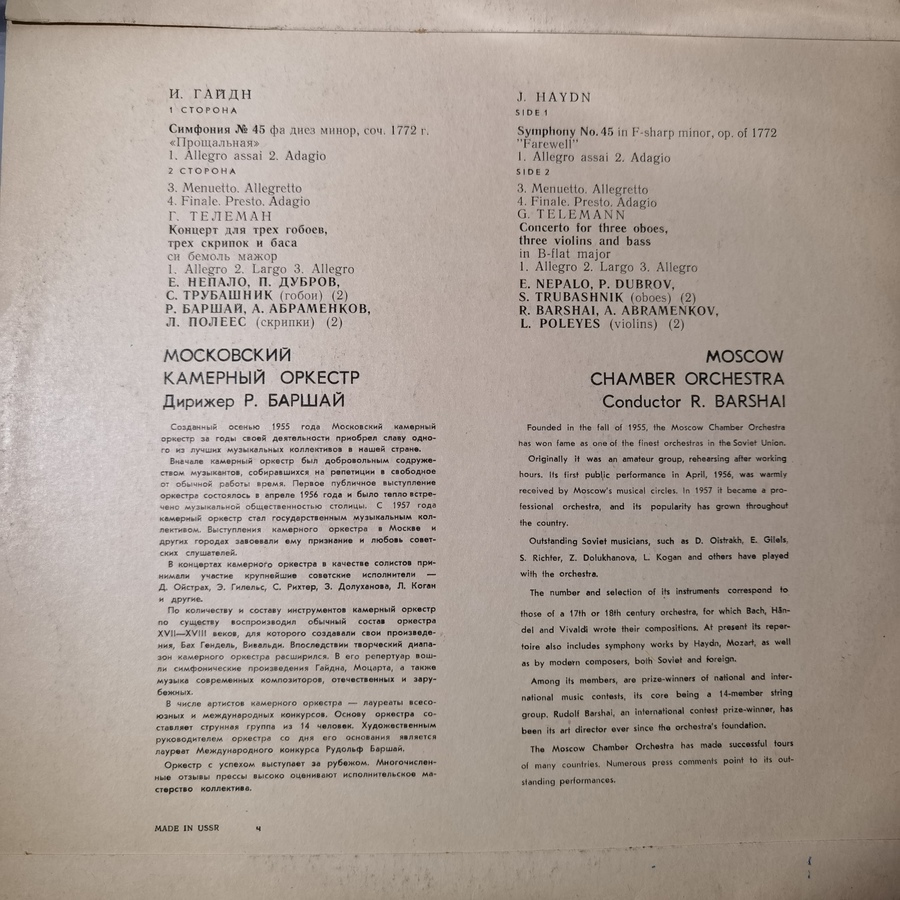 И. ГАЙДН
1 СТОРОНА
Симфония № 45 фа диез минор, соч. 1772 г.
«Прощальная»
1. Allegro assai 2. Adagio
2 СТОРОНА
3. Menuetto. Allegretto
4. Finale. Presto. Adagio
Г. ТЕЛЕМАН
Концерт для трех гобоев,
трех скрипок и баса
си бемоль мажор
1. Allegro 2. Largo 3. Allegro
Е. НЕПАЛО, П. ДУБРОВ,
С. ТРУБАШНИК (гобои) (2)
Р. БАРШАЙ, А. АБРАМЕНКОВ,
Л. ПОЛЕЕС (скрипки) (2)
МОСКОВСКИЙ
КАМЕРНЫЙ ОРКЕСТР
Дирижер Р. БАРШАЙ
Созданный осенью 1955 года Московский камерный
оркестр за годы своей деятельности приобрел славу одно-
го из лучших музыкальных коллективов в нашей стране.
Вначале камерный оркестр был добровольным содруже-
ством музыкантов, собиравшихся на репетиции в свободное
от обычной работы время. Первое публичное выступление
оркестра состоялось в апреле 1956 года и было тепло встре-
чено музыкальной общественностью столицы. С 1957 года
камерный оркестр стал государственным музыкальным кол-
лективом. Выступления камерного оркестра в Москве и
других городах завоевали ему признание и любовь совет-
ских слушателей.
В концертах камерного оркестра в качестве солистов при-
нимали участие крупнейшие советские исполнители —
Д. Ойстрах, Э. Гилельс, С. Рихтер, З. Долуханова, Л. Коган
и другие.
По количеству и составу инструментов камерный оркестр
по существу воспроизводил обычный состав оркестра
XVII—XVIII веков, для которого создавали свои произведе-
ния, Бах Гендель, Вивальди. Впоследствии творческий диапа-
зон камерного оркестра расширился. В его репертуар вош-
ли симфонические произведения Гайдна, Моцарта, а также
музыка современных композиторов, отечественных и зару-
бежных.
В числе артистов камерного оркестра — лауреаты всесо-
юзных и международных конкурсов. Основу оркестра со-
ставляет струнная группа из 14 человек. Художественным
руководителем оркестра со дня его основания является
лауреат Международного конкурса Рудольф Баршай.
Оркестр с успехом выступает за рубежом. Многочислен-
ные отзывы прессы высоко оценивают исполнительское ма-
стерство коллектива.
MADE IN USSR ч
J. HAYDN
SIDE 1
Symphony No. 45 in F-sharp minor, op. of 1772
"Farewell"
1. Allegro assai 2. Adagio
SIDE 2
3. Menuetto. Allegretto
4. Finale. Presto. Adagio
G. TELEMANN
Concerto for three oboes,
three violins and bass
in B-flat major
1. Allegro 2. Largo 3. Allegro
E. NEPALO, P. DUBROV,
S. TRUBASHNIK (oboes) (2)
R. BARSHAI, A. ABRAMENKOV,
L. POLEYES (violins) (2)
MOSCOW
CHAMBER ORCHESTRA
Conductor R. BARSHAI
Founded in the fall of 1955, the Moscow Chamber Orchestra
has won fame as one of the finest orchestras in the Soviet Union.
Originally it was an amateur group, rehearsing after working
hours. Its first public performance in April, 1956, was warmly
received by Moscow's musical circles. In 1957 it became a pro-
fessional orchestra, and its popularity has grown throughout
the country.
Outstanding Soviet musicians, such as D. Oistrakh, E. Gilels,
S. Richter, Z. Dolukhanova, L. Kogan and others have played
with the orchestra.
The number and selection of its instruments correspond to
those of a 17th or 18th century orchestra, for which Bach, Hän-
del and Vivaldi wrote their compositions. At present its reper-
toire also includes symphony works by Haydn, Mozart, as well
as by modern composers, both Soviet and foreign.
Among its members, are prize-winners of national and inter-
national music contests, its core being a 14-member string
group. Rudolf Barshai, an international contest prize-winner, has
been its art director ever since the orchestra's foundation.
The Moscow Chamber Orchestra has made successful tours
of many countries. Numerous press comments point to its out-
standing performances.